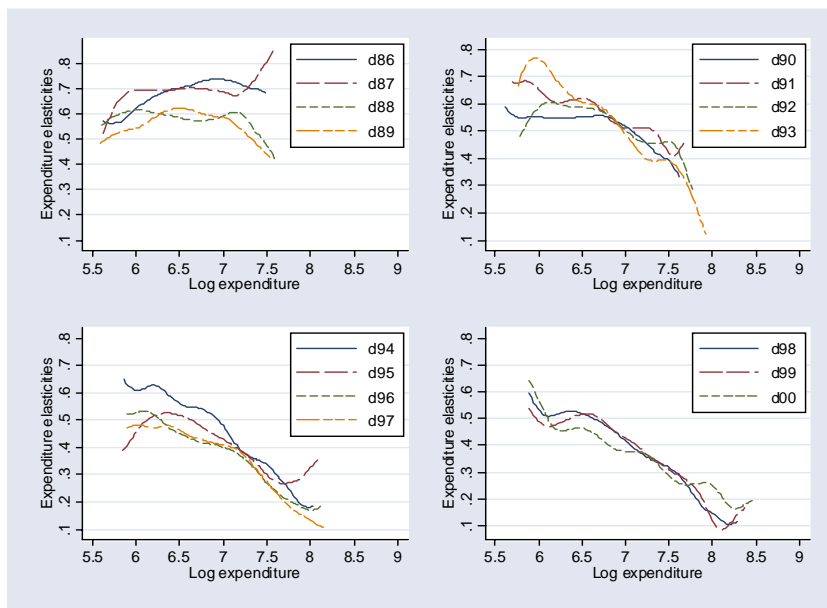 Expenditure elasticities
.1 .2 .3 .4 .5 .6 .7 .8
5.5 6 6.5 7 7.5 8 8.5 9
Log expenditure
d86
d87
d88
d89
Expenditure elasticities
.1 .2 .3 .4 .5 .6 .7 .8
5.5 6 6.5 7 7.5 8 8.5 9
Log expenditure
d90
d91
d92
d93
Expenditure elasticities
.1 .2 .3 .4 .5 .6 .7 .8
5.5 6 6.5 7 7.5 8 8.5 9
Log expenditure
d94
d95
d96
d97
Expenditure elasticities
.1 .2 .3 .4 .5 .6 .7 .8
5.5 6 6.5 7 7.5 8 8.5 9
Log expenditure
d98
d99
d00